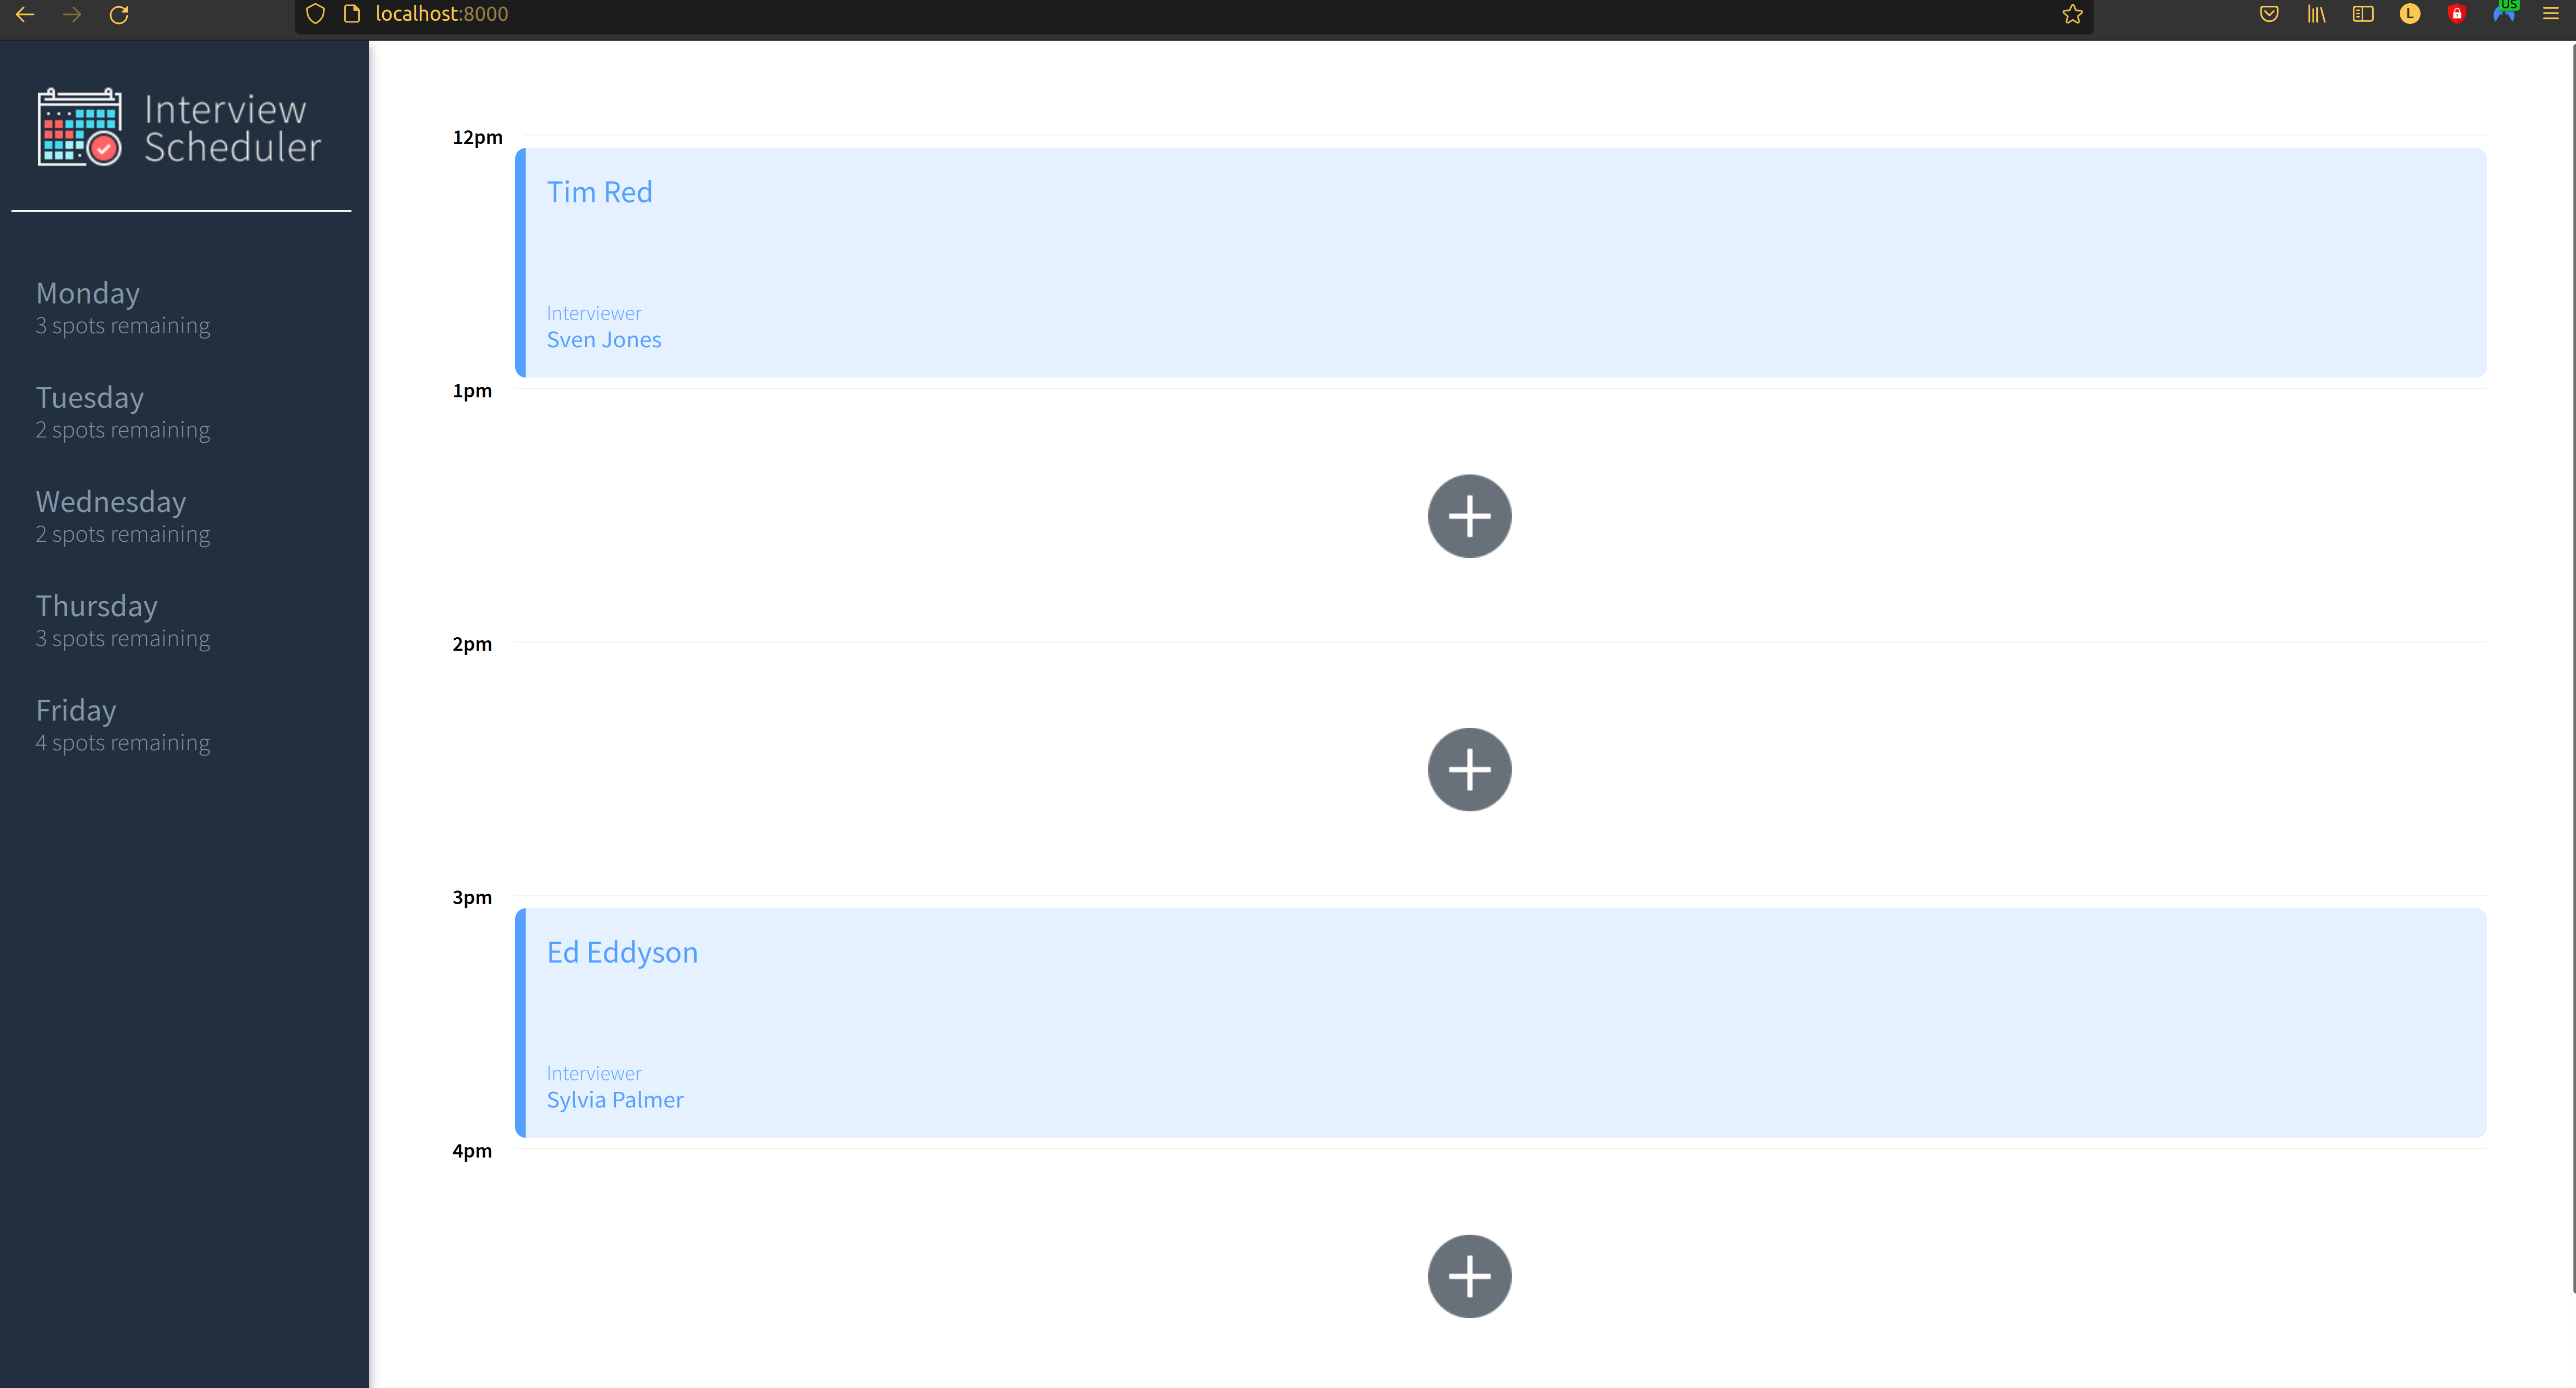 localhost:8000
L
US
Interview
Scheduler
Monday
3 spots remaining
Tuesday
2 spots remaining
Wednesday
2 spots remaining
Thursday
3 spots remaining
Friday
4 spots remaining
12pm
Tim Red
Interviewer
Sven Jones
1pm
2pm
3pm
Ed Eddyson
Interviewer
Sylvia Palmer
4pm